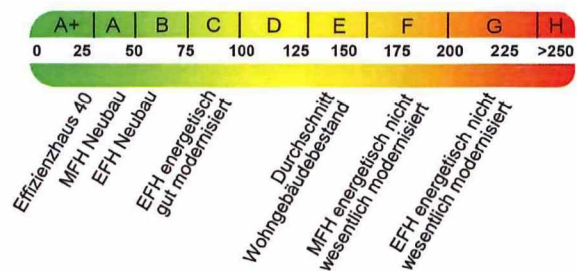 A+ A B C D E F G H
0 25 50 75 100 125 150 175 200 225 >250
Effizienzhaus 40
MFH Neubau
EFH Neubau
EFH energetisch
gut modernisiert
Durchschnitt
Wohngebäudebestand
MFH energetisch nicht
wesentlich modernisiert
EFH energetisch nicht
wesentlich modernisiert